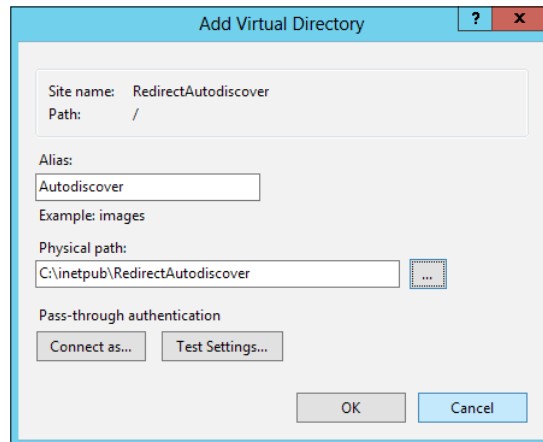 Add Virtual Directory
? x
Site name: RedirectAutodiscover
Path: /
Alias:
Autodiscover
Example: images
Physical path:
C:\inetpub\RedirectAutodiscover ...
Pass-through authentication
Connect as... Test Settings...
OK Cancel